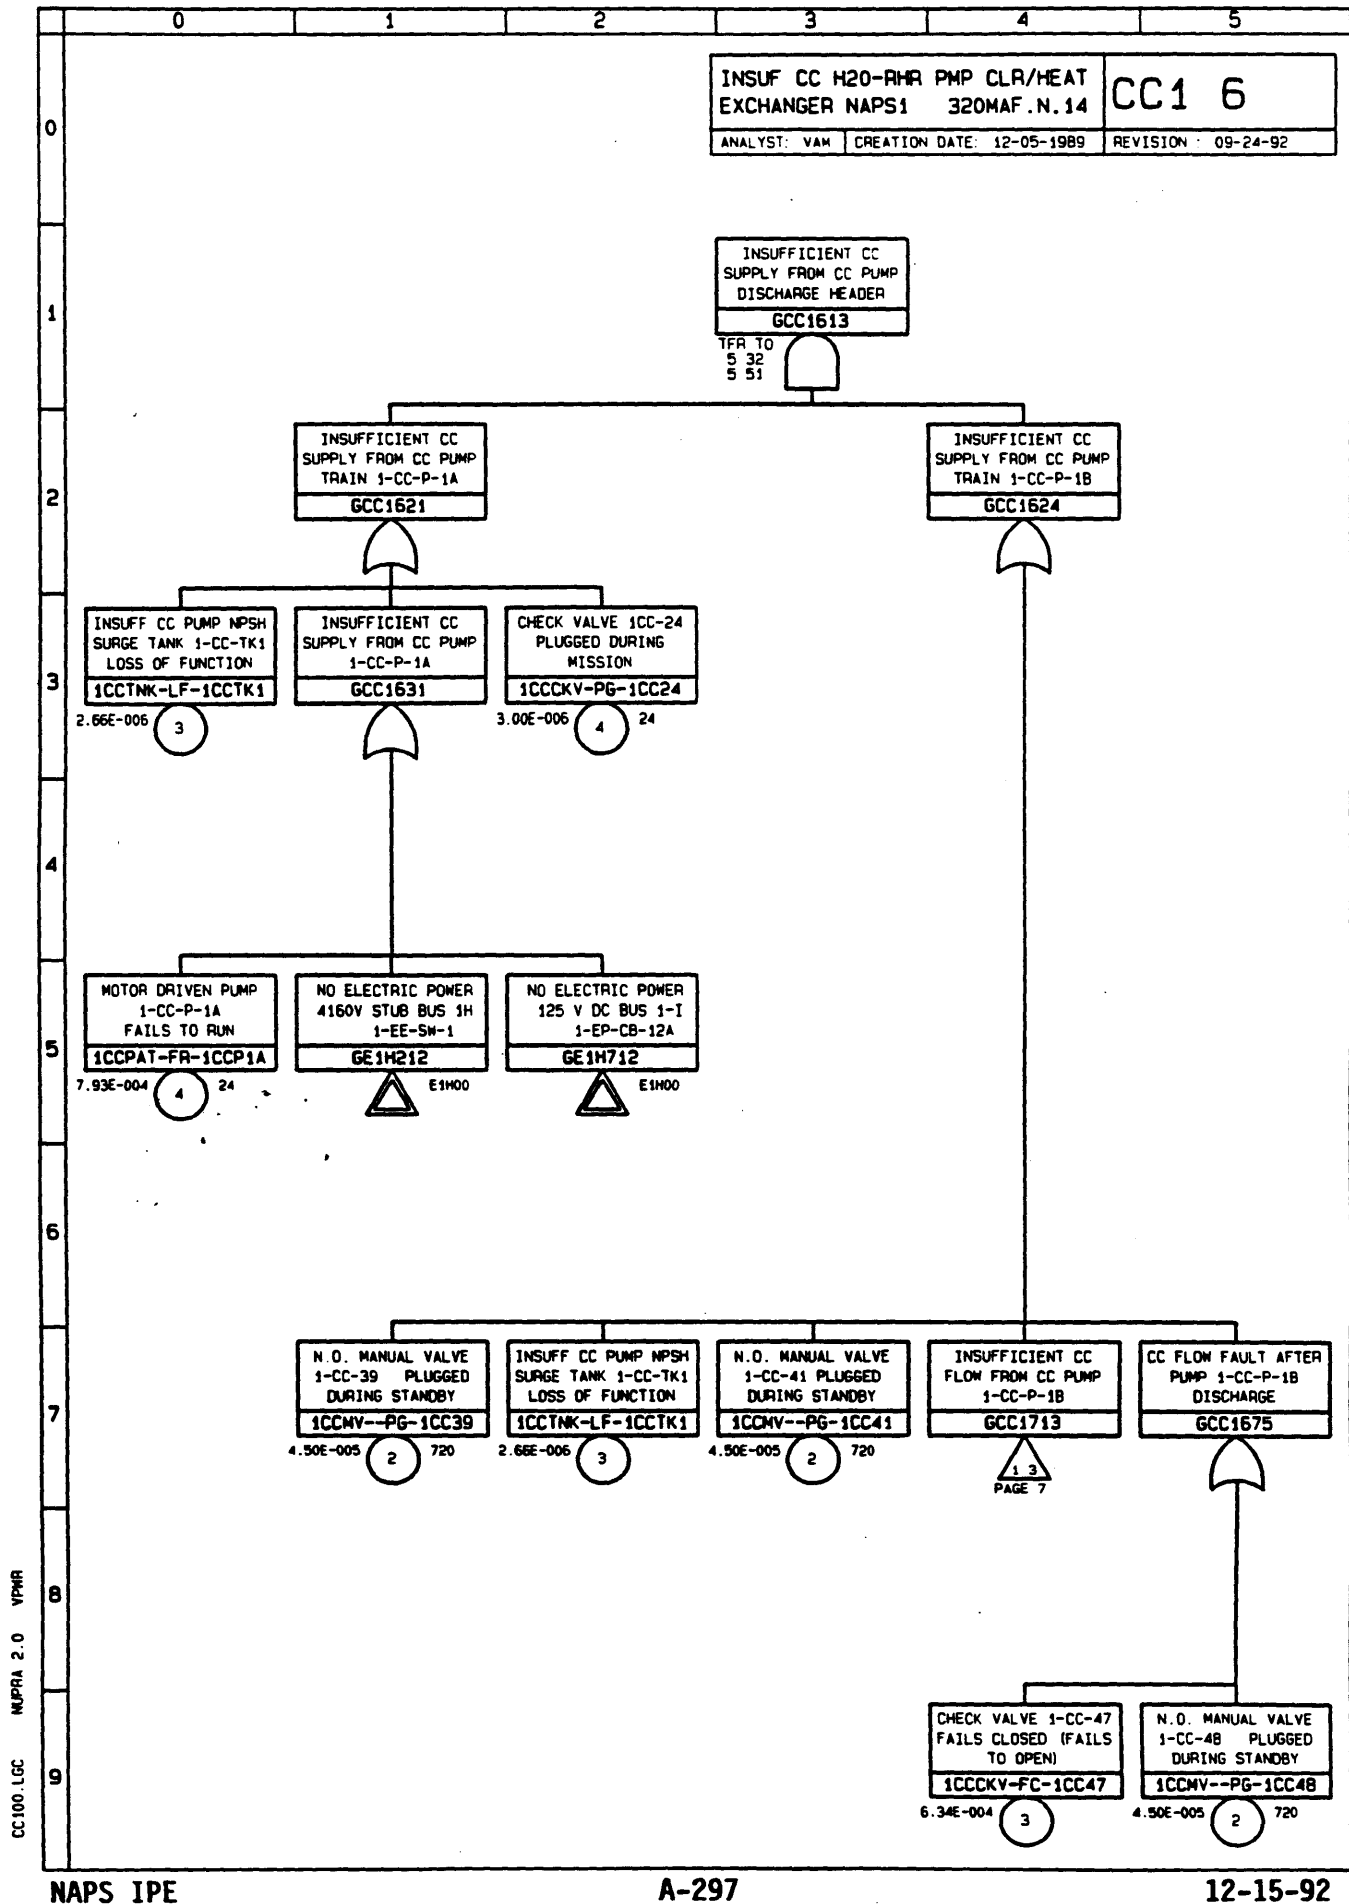 0 1 2 3 4 5
INSUF CC H20-RHR PMP CLR/HEAT
EXCHANGER NAPS1 320MAF.N.14
CC1 6
ANALYST: VAM CREATION DATE: 12-05-1989 REVISION : 09-24-92
0
INSUFFICIENT CC
SUPPLY FROM CC PUMP
DISCHARGE HEADER
GCC1613
TFR TO
5 32
5 51
1
INSUFFICIENT CC
SUPPLY FROM CC PUMP
TRAIN 1-CC-P-1A
GCC1621
INSUFFICIENT CC
SUPPLY FROM CC PUMP
TRAIN 1-CC-P-1B
GCC1624
2
INSUFF CC PUMP NPSH
SURGE TANK 1-CC-TK1
LOSS OF FUNCTION
1CCTNK-LF-1CCTK1
2.66E-006 3
INSUFFICIENT CC
SUPPLY FROM CC PUMP
1-CC-P-1A
GCC1631
CHECK VALVE 1CC-24
PLUGGED DURING
MISSION
1CCCKV-PG-1CC24
3.00E-006 4 24
3
4
MOTOR DRIVEN PUMP
1-CC-P-1A
FAILS TO RUN
1CCPAT-FR-1CCP1A
7.93E-004 4 24
NO ELECTRIC POWER
4160V STUB BUS 1H
1-EE-SW-1
GE1H212
E1H00
NO ELECTRIC POWER
125 V DC BUS 1-I
1-EP-CB-12A
GE1H712
E1H00
5
6
N.O. MANUAL VALVE
1-CC-39 PLUGGED
DURING STANDBY
1CCMV--PG-1CC39
4.50E-005 2 720
INSUFF CC PUMP NPSH
SURGE TANK 1-CC-TK1
LOSS OF FUNCTION
1CCTNK-LF-1CCTK1
2.66E-006 3
N.O. MANUAL VALVE
1-CC-41 PLUGGED
DURING STANDBY
1CCMV--PG-1CC41
4.50E-005 2 720
INSUFFICIENT CC
FLOW FROM CC PUMP
1-CC-P-1B
GCC1713
1 3
PAGE 7
CC FLOW FAULT AFTER
PUMP 1-CC-P-1B
DISCHARGE
GCC1675
7
8
CHECK VALVE 1-CC-47
FAILS CLOSED (FAILS
TO OPEN)
1CCCKV-FC-1CC47
6.34E-004 3
N.O. MANUAL VALVE
1-CC-48 PLUGGED
DURING STANDBY
1CCMV--PG-1CC48
4.50E-005 2 720
9
CC100.LGC NUPRA 2.0 VPWR
NAPS IPE A-297 12-15-92